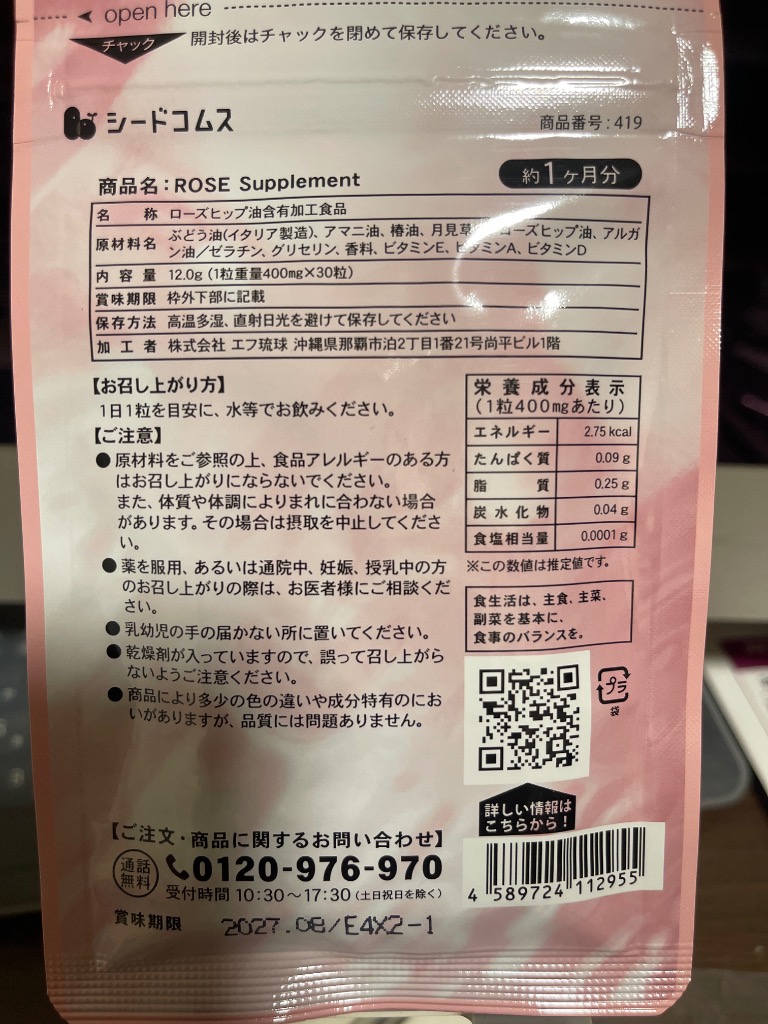 open here
チャック 開封後はチャックを閉めて保存してください。
シードコムス
商品番号:419
商品名:ROSE Supplement
約1ヶ月分
名 称 ローズヒップ油含有加工食品
原材料名 ぶどう油(イタリア製造)、アマニ油、椿油、月見草 ローズヒップ油、アルガ
ン油/ゼラチン、グリセリン、香料、ビタミンE、ビタミンA、ビタミンD
内容量 12.0g (1粒重量400mg×30粒)
賞味期限 枠外下部に記載
保存方法 高温多湿、直射日光を避けて保存してください
加工者 株式会社 エフ琉球 沖縄県那覇市泊2丁目1番21号尚平ビル1階
【お召し上がり方】
1日1粒を目安に、水等でお飲みください。
【ご注意】
●原材料をご参照の上、食品アレルギーのある方
はお召し上がりにならないでください。
また、体質や体調によりまれに合わない場合
があります。その場合は摂取を中止してくださ
い。
●薬を服用、あるいは通院中、妊娠、授乳中の方
のお召し上がりの際は、お医者様にご相談くだ
さい。
●乳幼児の手の届かない所に置いてください。
●乾燥剤が入っていますので、誤って召し上がら
ないようご注意ください。
●商品により多少の色の違いや成分特有のにお
いがありますが、品質には問題ありません。
栄養成分表示
(1粒400mgあたり)
エネルギー 2.75 kcal
たんぱく質 0.09 g
脂 質 0.25 g
炭水化物 0.04 g
食塩相当量 0.0001 g
※この数値は推定値です。
食生活は、主食、主菜、
副菜を基本に、
食事のバランスを。
プラ
袋
詳しい情報は
こちらから!
【ご注文・商品に関するお問い合わせ】
通話
無料
0120-976-970
受付時間 10:30~17:30 (土日祝日を除く)
4 589724 112955
賞味期限 2027.08/E4X2-1